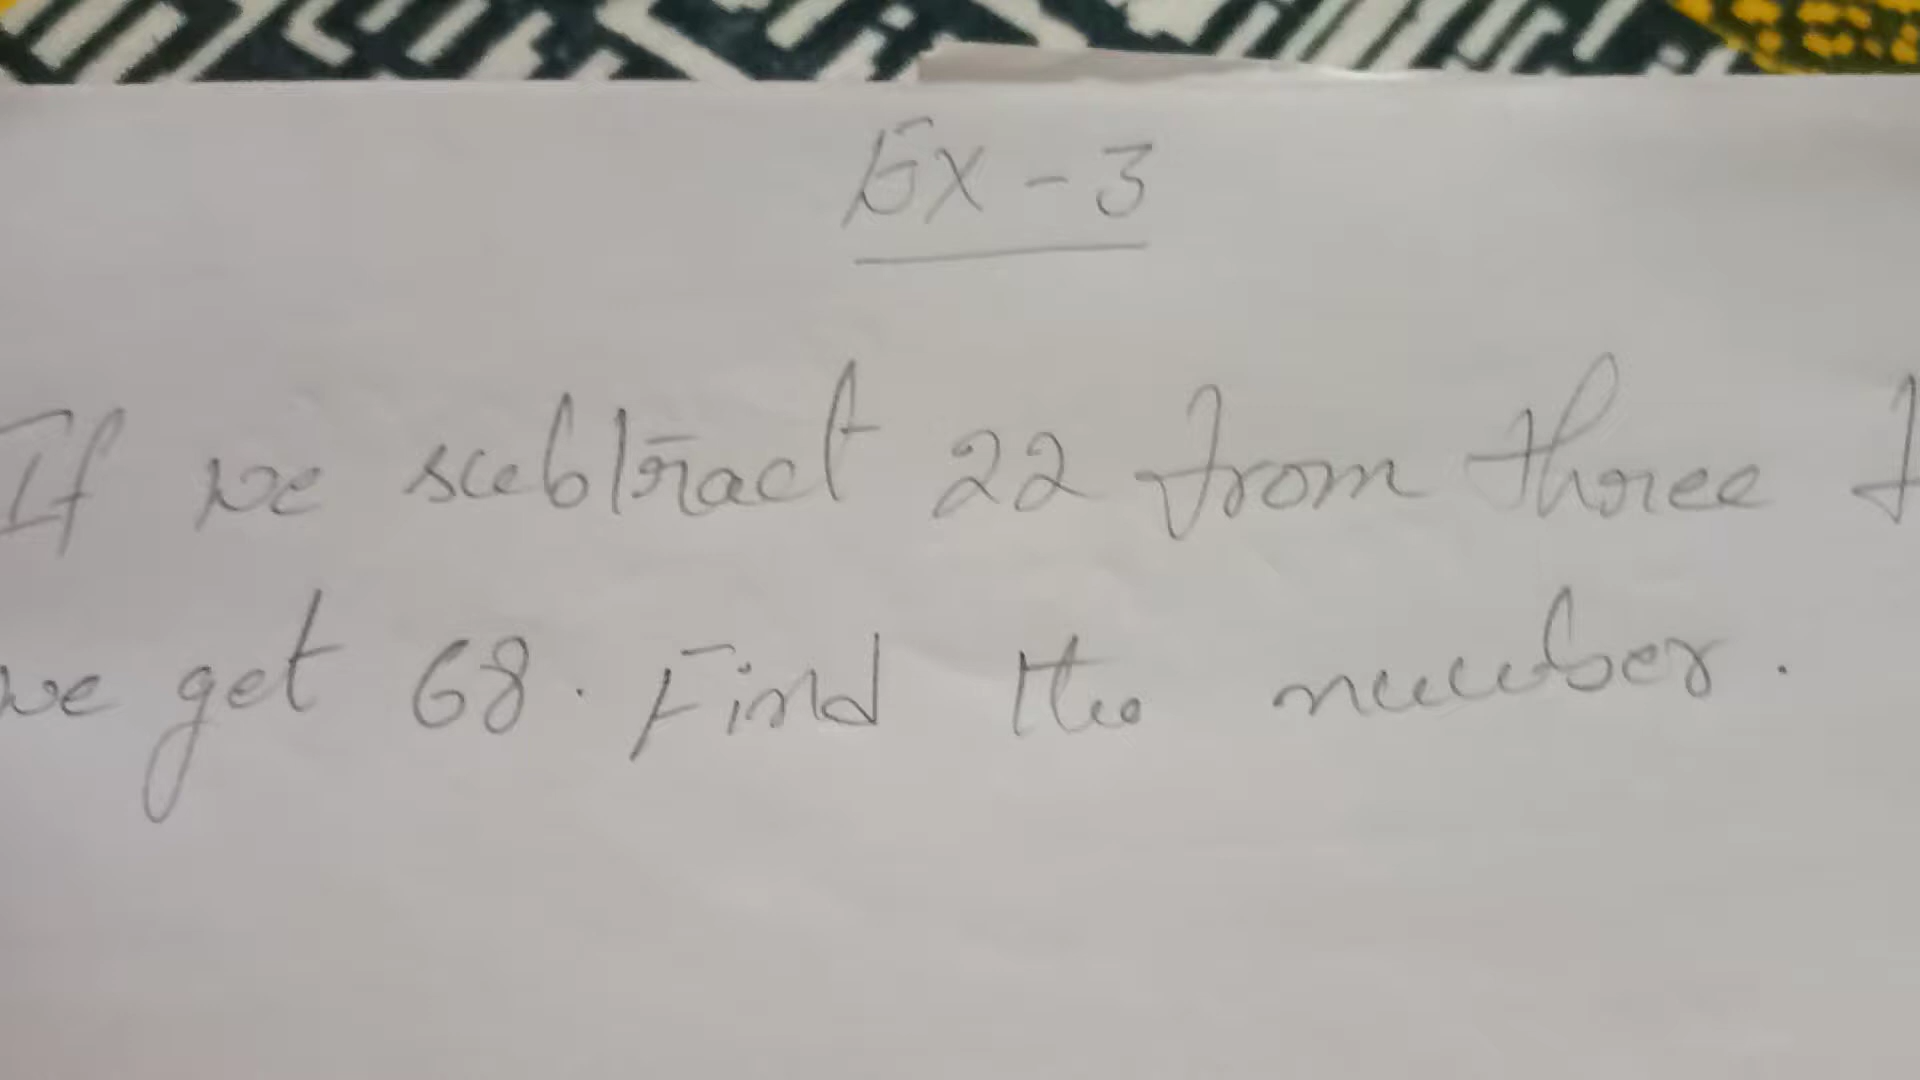 Ex - 3
If we subtract 22 from three
we get 68. Find the number.